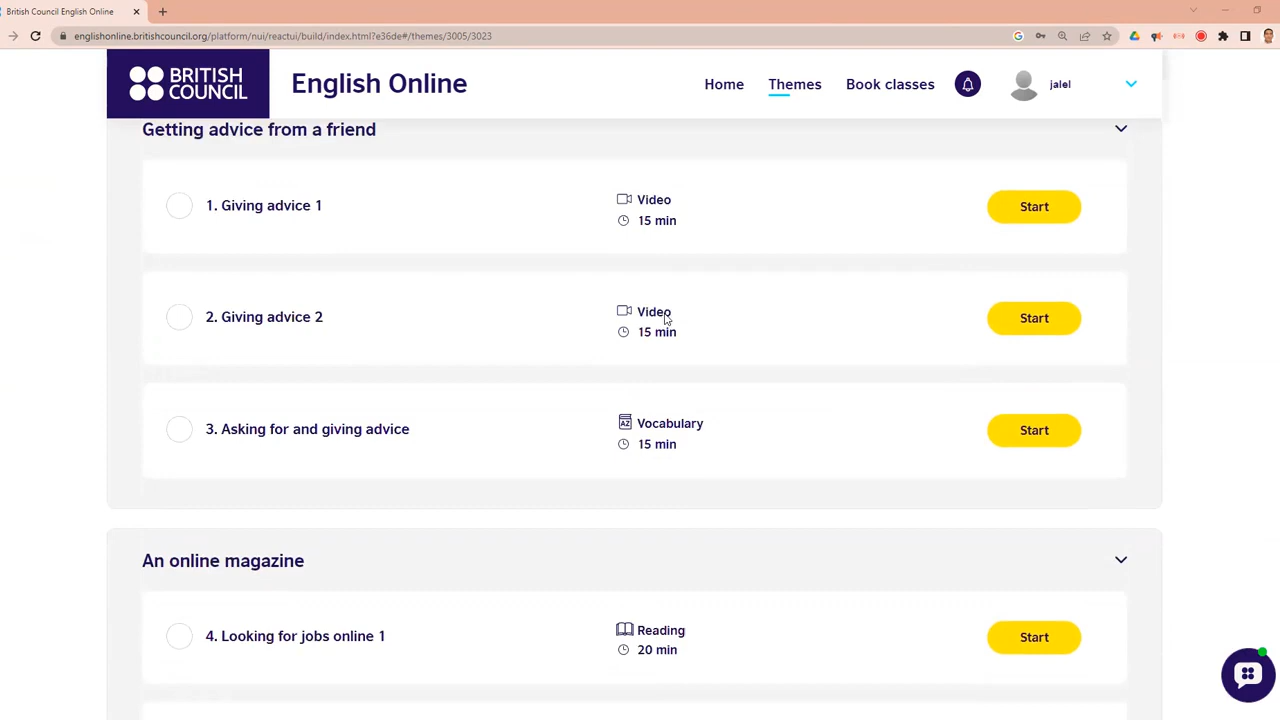 British Council English Online
englishonline.britishcouncil.org/platform/nui/reactui/build/index.html?e36de#/themes/3005/3023
BRITISH
COUNCIL
English Online
Home
Themes
Book classes
jalel
Getting advice from a friend
1. Giving advice 1
Video
15 min
Start
2. Giving advice 2
Video
15 min
Start
3. Asking for and giving advice
AZ
Vocabulary
15 min
Start
An online magazine
4. Looking for jobs online 1
Reading
20 min
Start